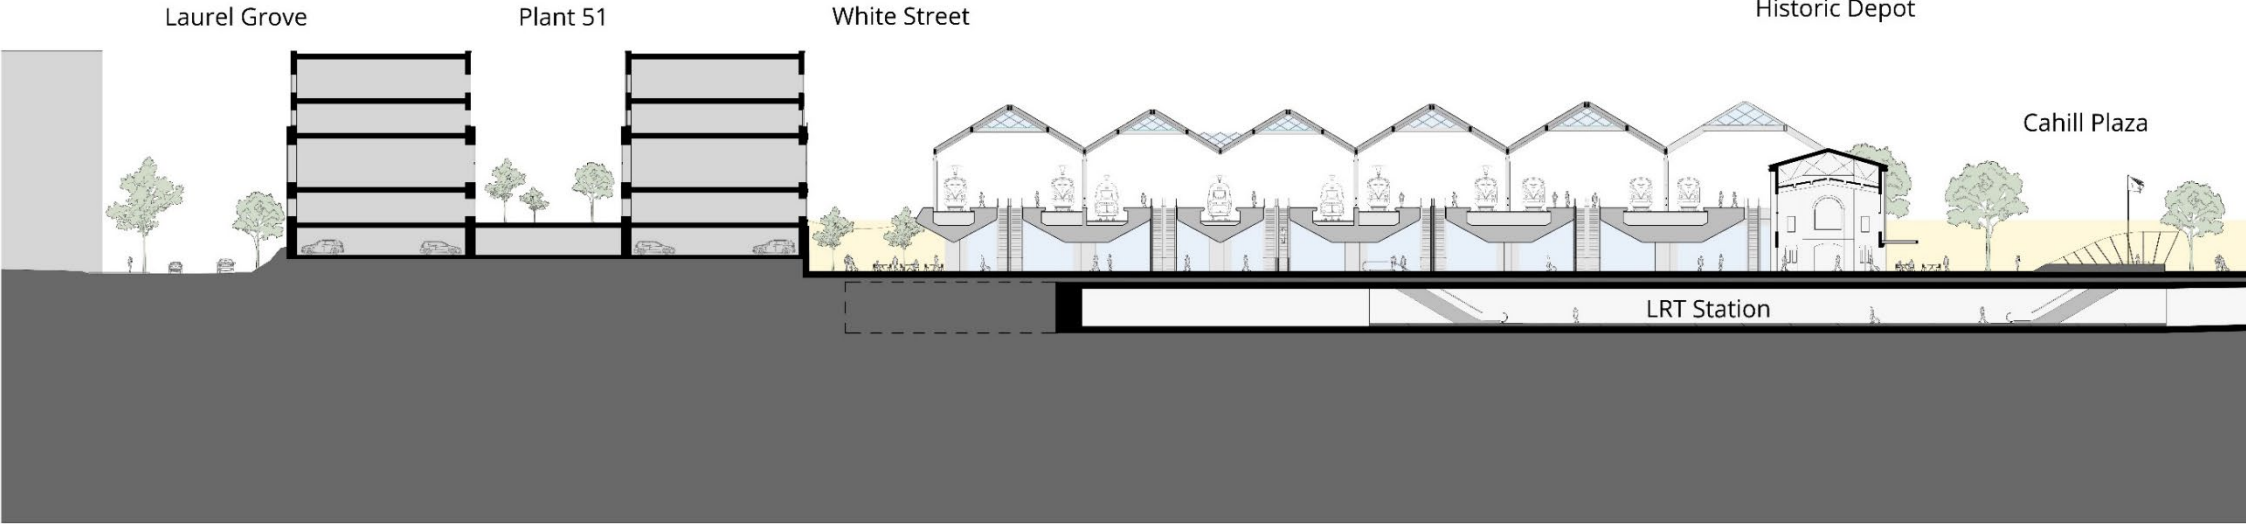 Laurel Grove
Plant 51
White Street
Historic Depot
Cahill Plaza
LRT Station